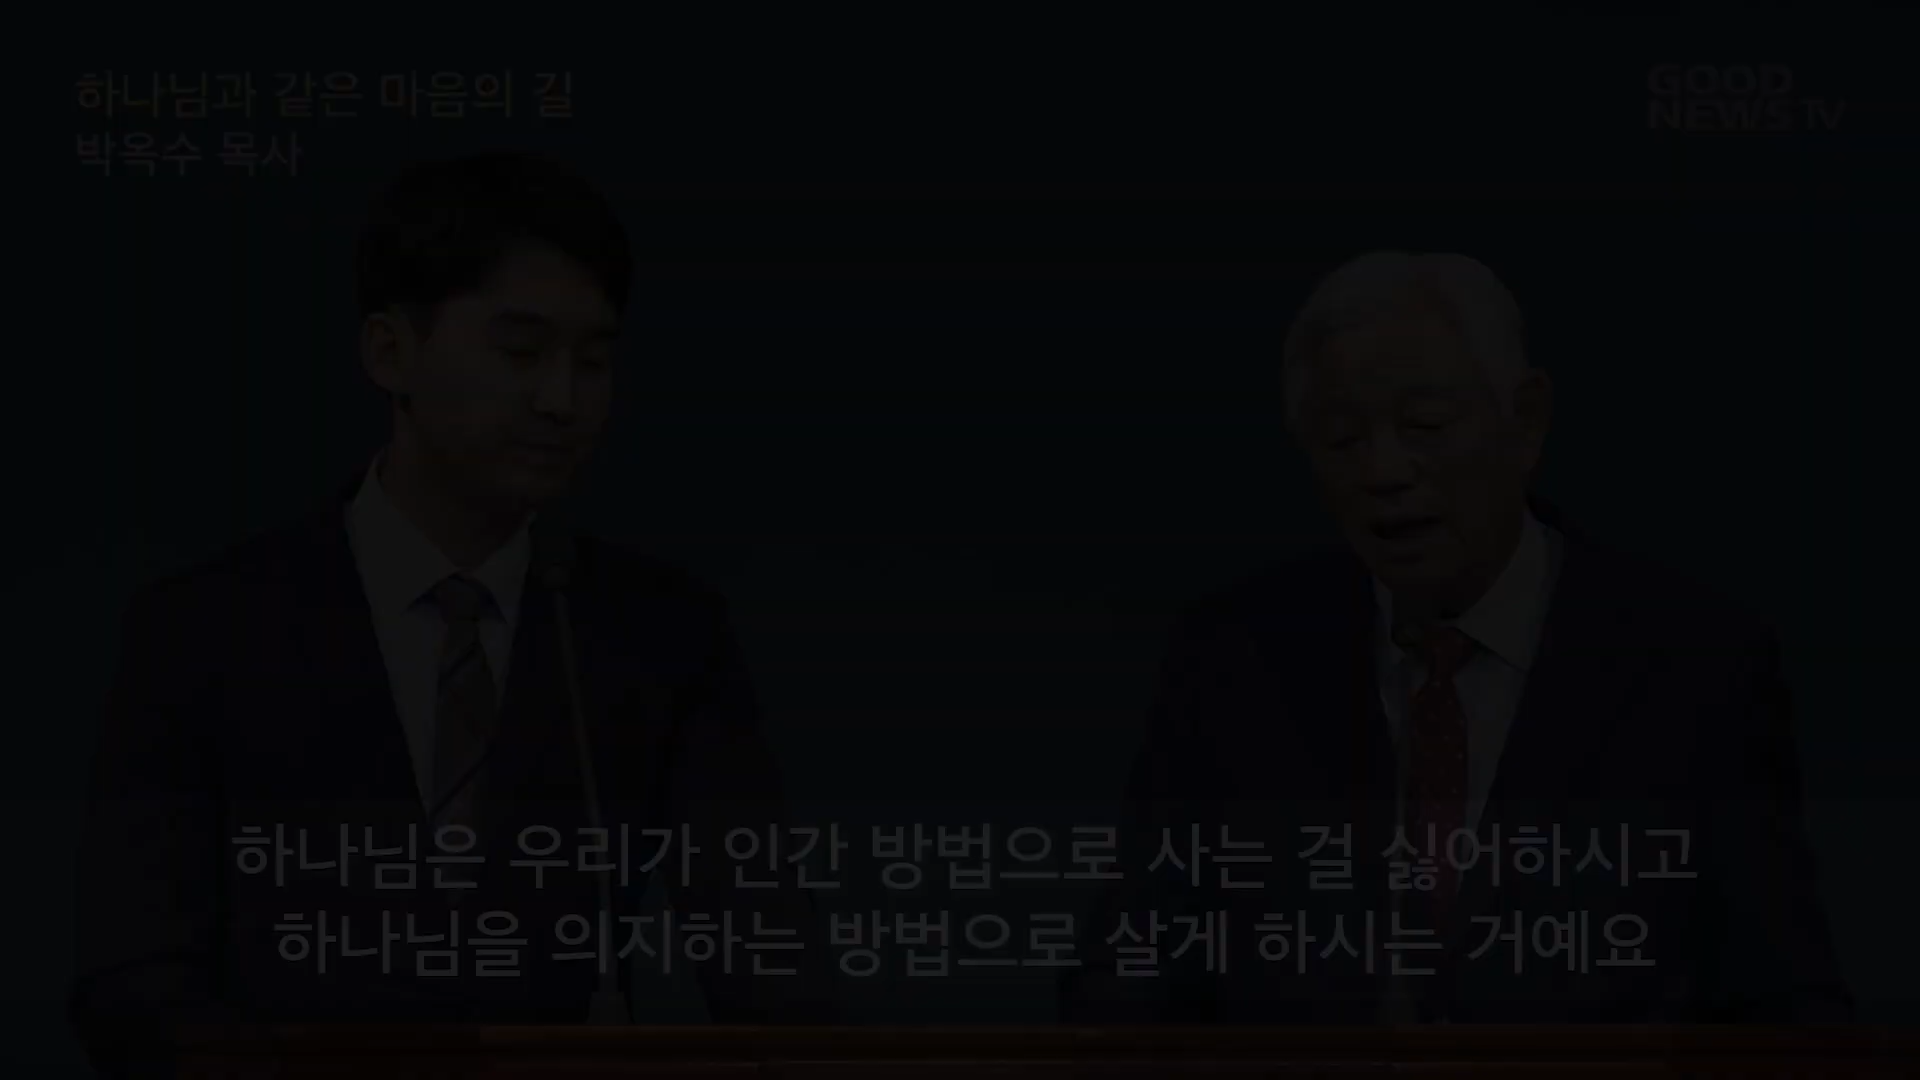 하나님과 같은 마음의 길
박옥수 목사
GOOD
NEWS TV
하나님은 우리가 인간 방법으로 사는 걸 싫어하시고
하나님을 의지하는 방법으로 살게 하시는 거예요